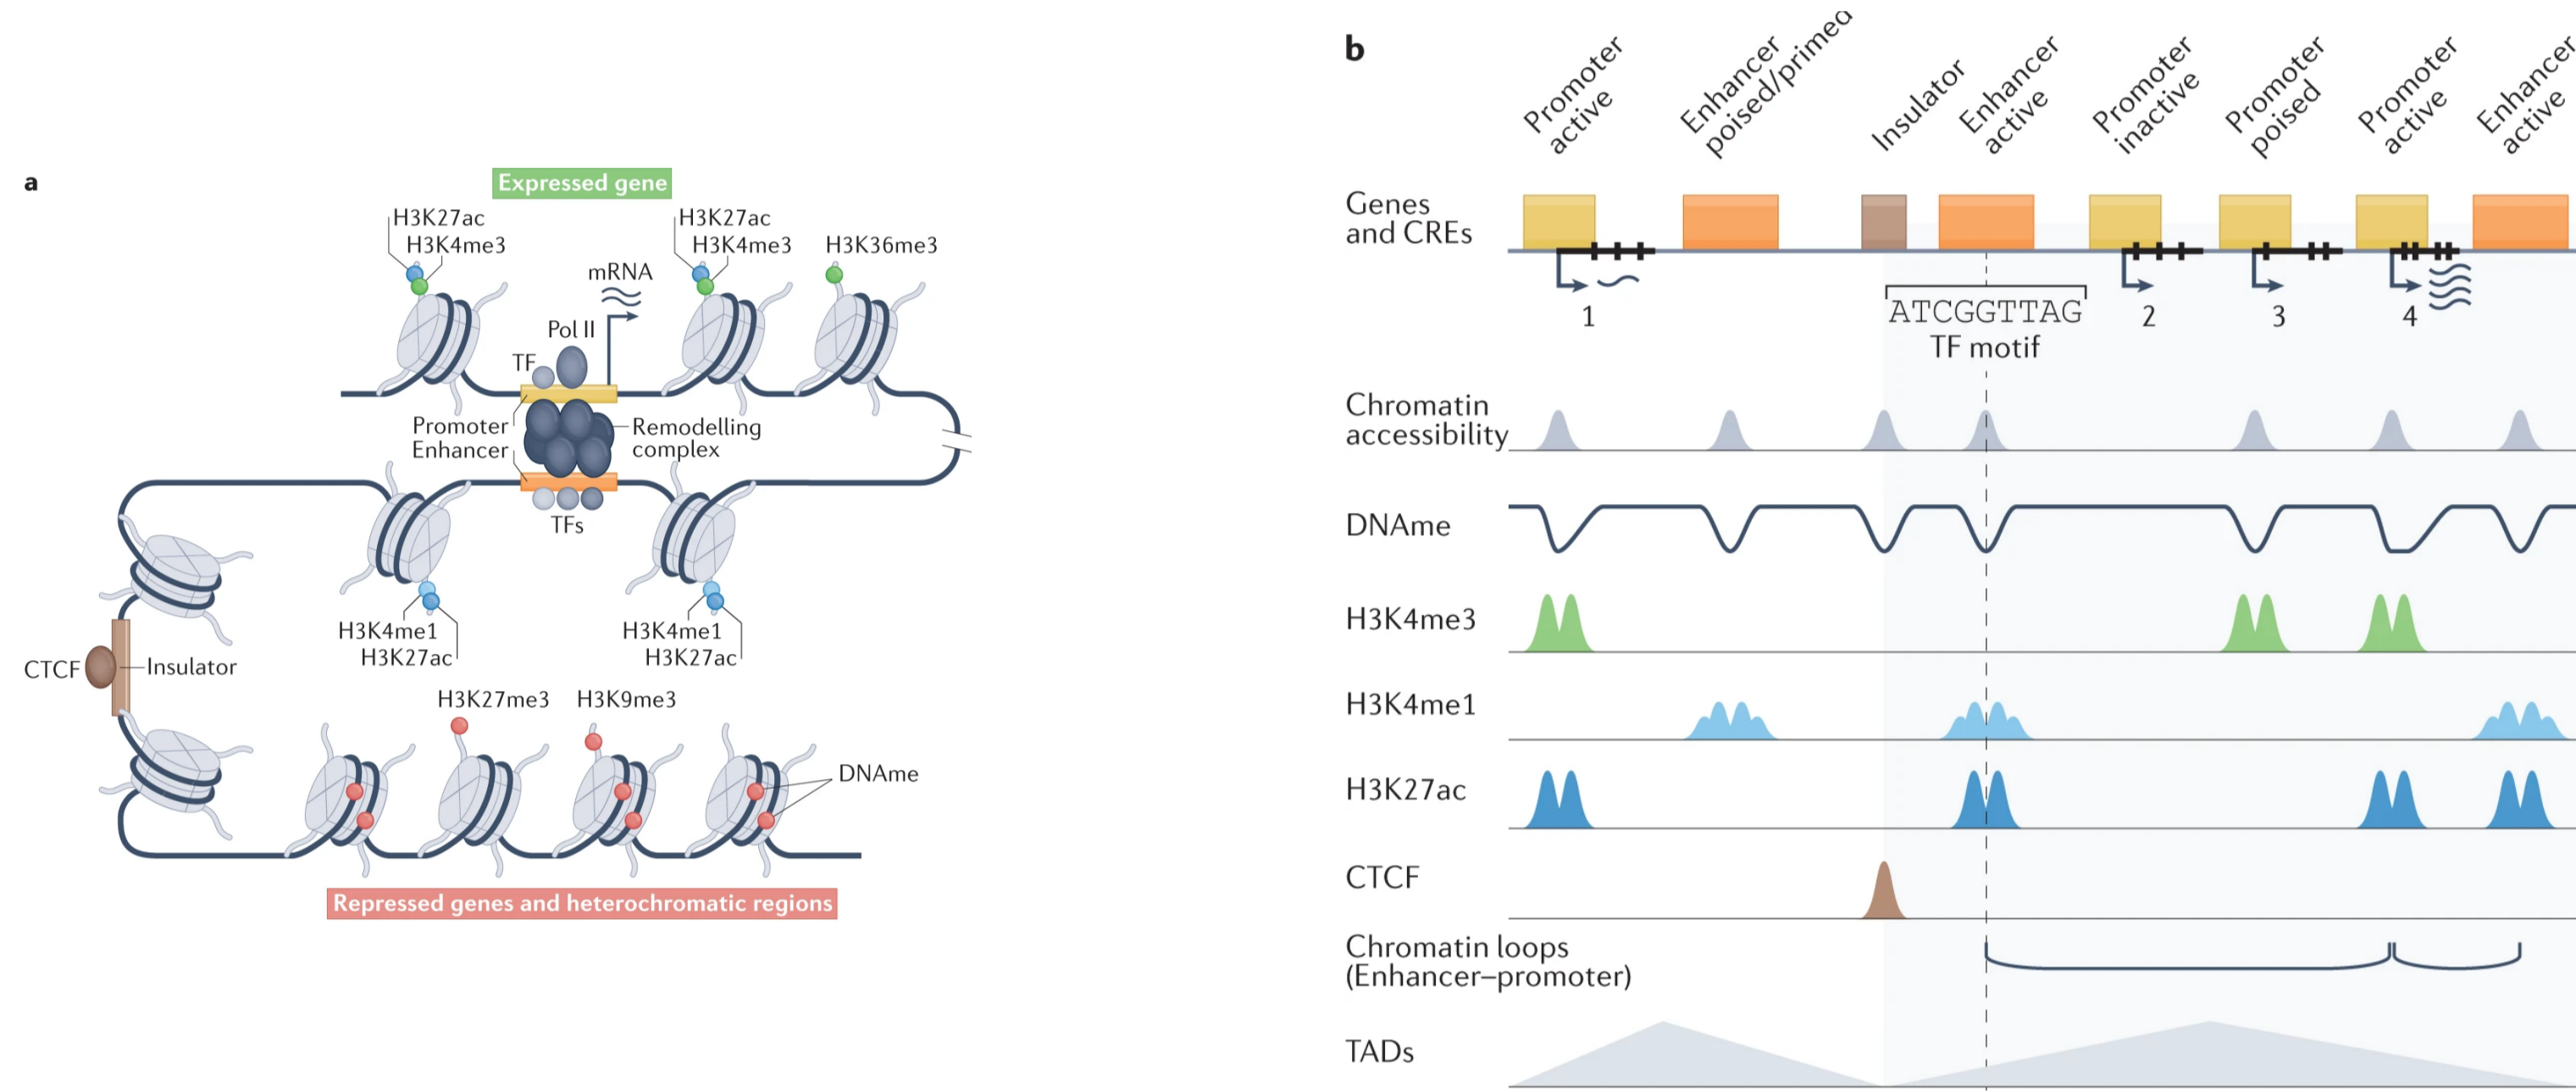 a
Expressed gene
H3K27ac
H3K4me3
H3K27ac
H3K4me3
H3K36me3
mRNA
Pol II
TF
Promoter
Enhancer
Remodelling
complex
TFs
H3K4me1
H3K27ac
H3K4me1
H3K27ac
CTCF
Insulator
H3K27me3
H3K9me3
DNAme
Repressed genes and heterochromatic regions
b
Promoter
active
Enhancer
poised/primed
Insulator
Enhancer
active
Promoter
inactive
Promoter
poised
Promoter
active
Enhancer
active
Genes
and CREs
1
ATCGGTTAG
TF motif
2
3
4
Chromatin
accessibility
DNAme
H3K4me3
H3K4me1
H3K27ac
CTCF
Chromatin loops
(Enhancer–promoter)
TADs